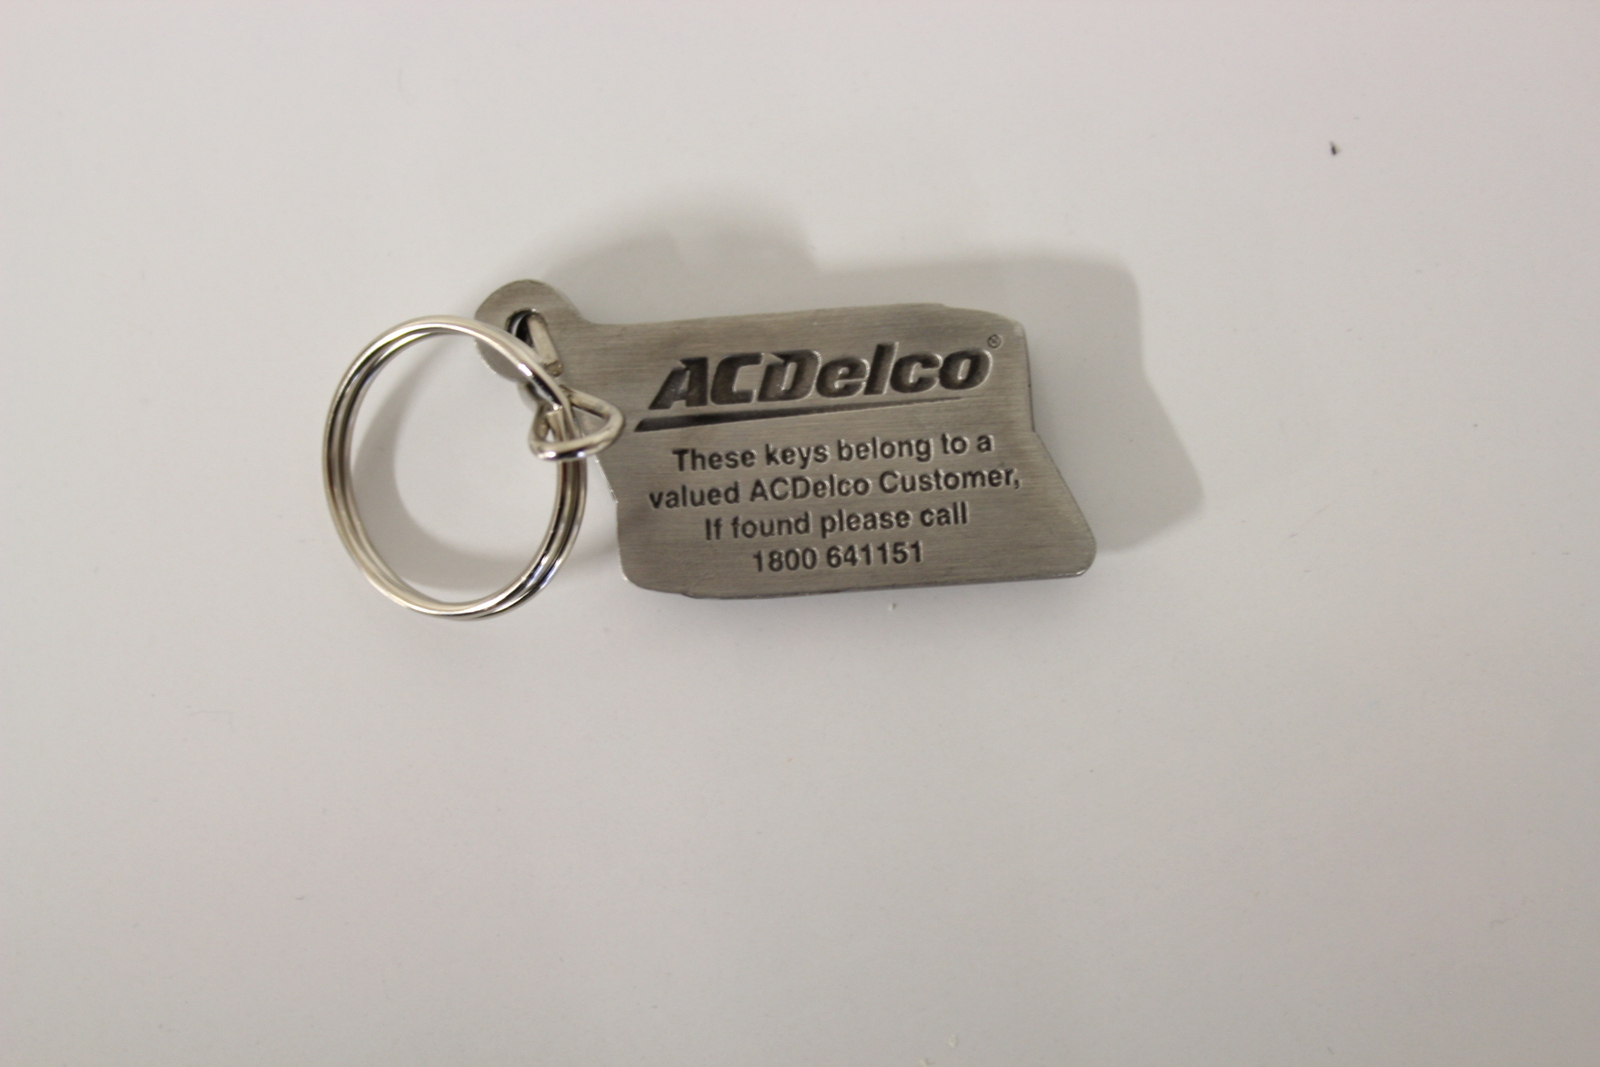 ACDelco®
These keys belong to a
valued ACDelco Customer,
If found please call
1800 641151